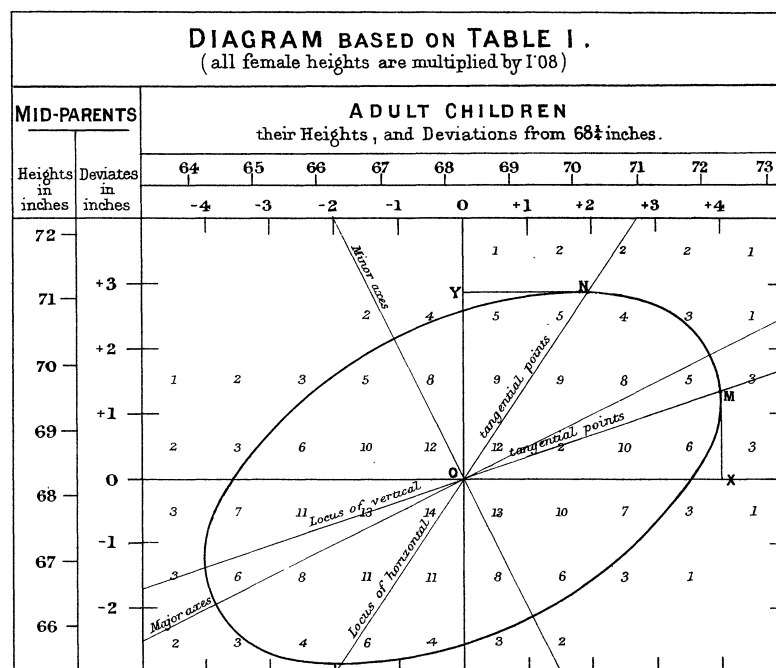 DIAGRAM BASED ON TABLE I.
(all female heights are multiplied by 1·08)
MID-PARENTS
ADULT CHILDREN
their Heights, and Deviations from 68¼ inches.
Heights in inches
Deviates in inches
64 65 66 67 68 69 70 71 72 73
-4 -3 -2 -1 0 +1 +2 +3 +4
72
1 2 2 2 1
Minor axes
+3
Y N
71
2 4 5 5 4 3 1
+2
tangential points
70
1 2 3 5 8 9 9 8 5 3
M
+1
tangential points
69
2 3 6 10 12 12 2 10 6 3
0
O X
68
Locus of vertical
3 7 11 13 14 13 10 7 3 1
-1
67
Locus of horizontal
3 6 8 11 11 8 6 3 1
-2
Major axes
66
2 3 4 6 4 3 2